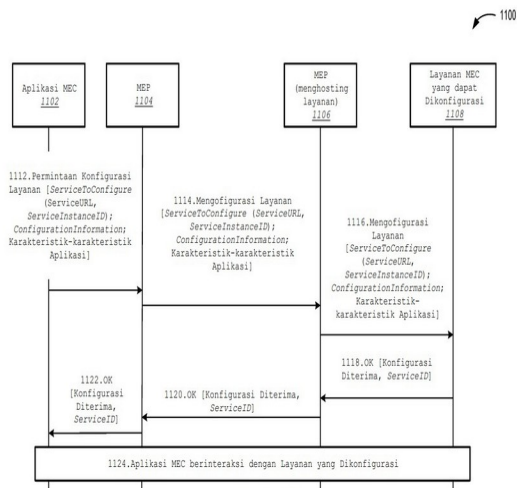 1100
Aplikasi MEC
1102
MEP
1104
MEP
(menghosting
layanan)
1106
Layanan MEC
yang dapat
Dikonfigurasi
1108
1112.Permintaan Konfigurasi
Layanan [ServiceToConfigure
(ServiceURL,
ServiceInstanceID);
ConfigurationInformation;
Karakteristik-karakteristik
Aplikasi]
1114.Mengofigurasi Layanan
[ServiceToConfigure (ServiceURL,
ServiceInstanceID);
ConfigurationInformation;
Karakteristik-karakteristik
Aplikasi]
1116.Mengofigurasi
Layanan
[ServiceToConfigure
(ServiceURL,
ServiceInstanceID);
ConfigurationInformation;
Karakteristik-
karakteristik Aplikasi]
1118.OK [Konfigurasi
Diterima, ServiceID]
1120.OK [Konfigurasi Diterima,
ServiceID]
1122.OK
[Konfigurasi
Diterima,
ServiceID]
1124.Aplikasi MEC berinteraksi dengan Layanan yang Dikonfigurasi